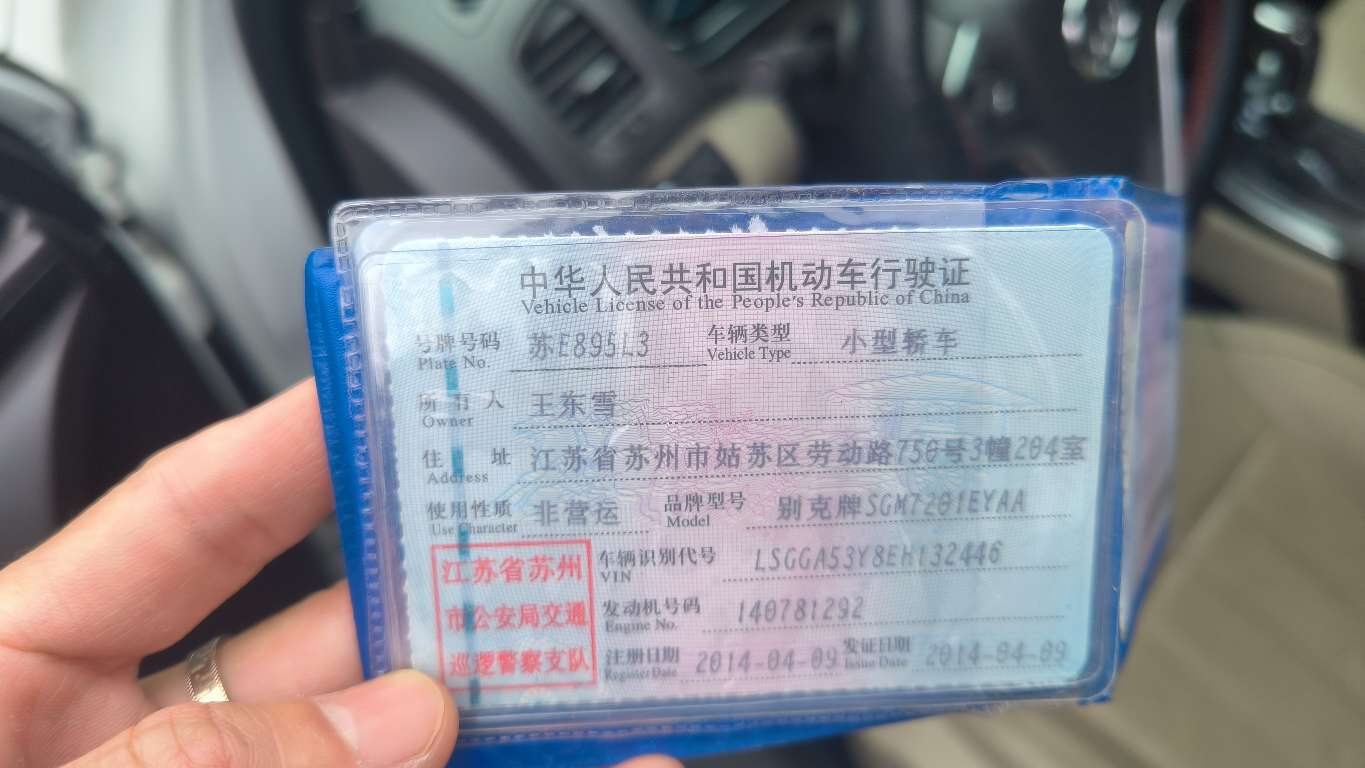 中华人民共和国机动车行驶证
Vehicle License of the People's Republic of China
号牌号码 苏E895L3 车辆类型 小型轿车
Plate No. Vehicle Type
所有人 王东雪
Owner
住址 江苏省苏州市姑苏区劳动路750号3幢204室
Address
使用性质 非营运 品牌型号 别克牌SGM7201EYAA
Use Character Model
江苏省苏州
市公安局交通
巡逻警察支队
车辆识别代号 LSGGA53Y8EH132446
VIN
发动机号码 140781292
Engine No.
注册日期 2014-04-09 发证日期 2014-04-09
Register Date Issue Date